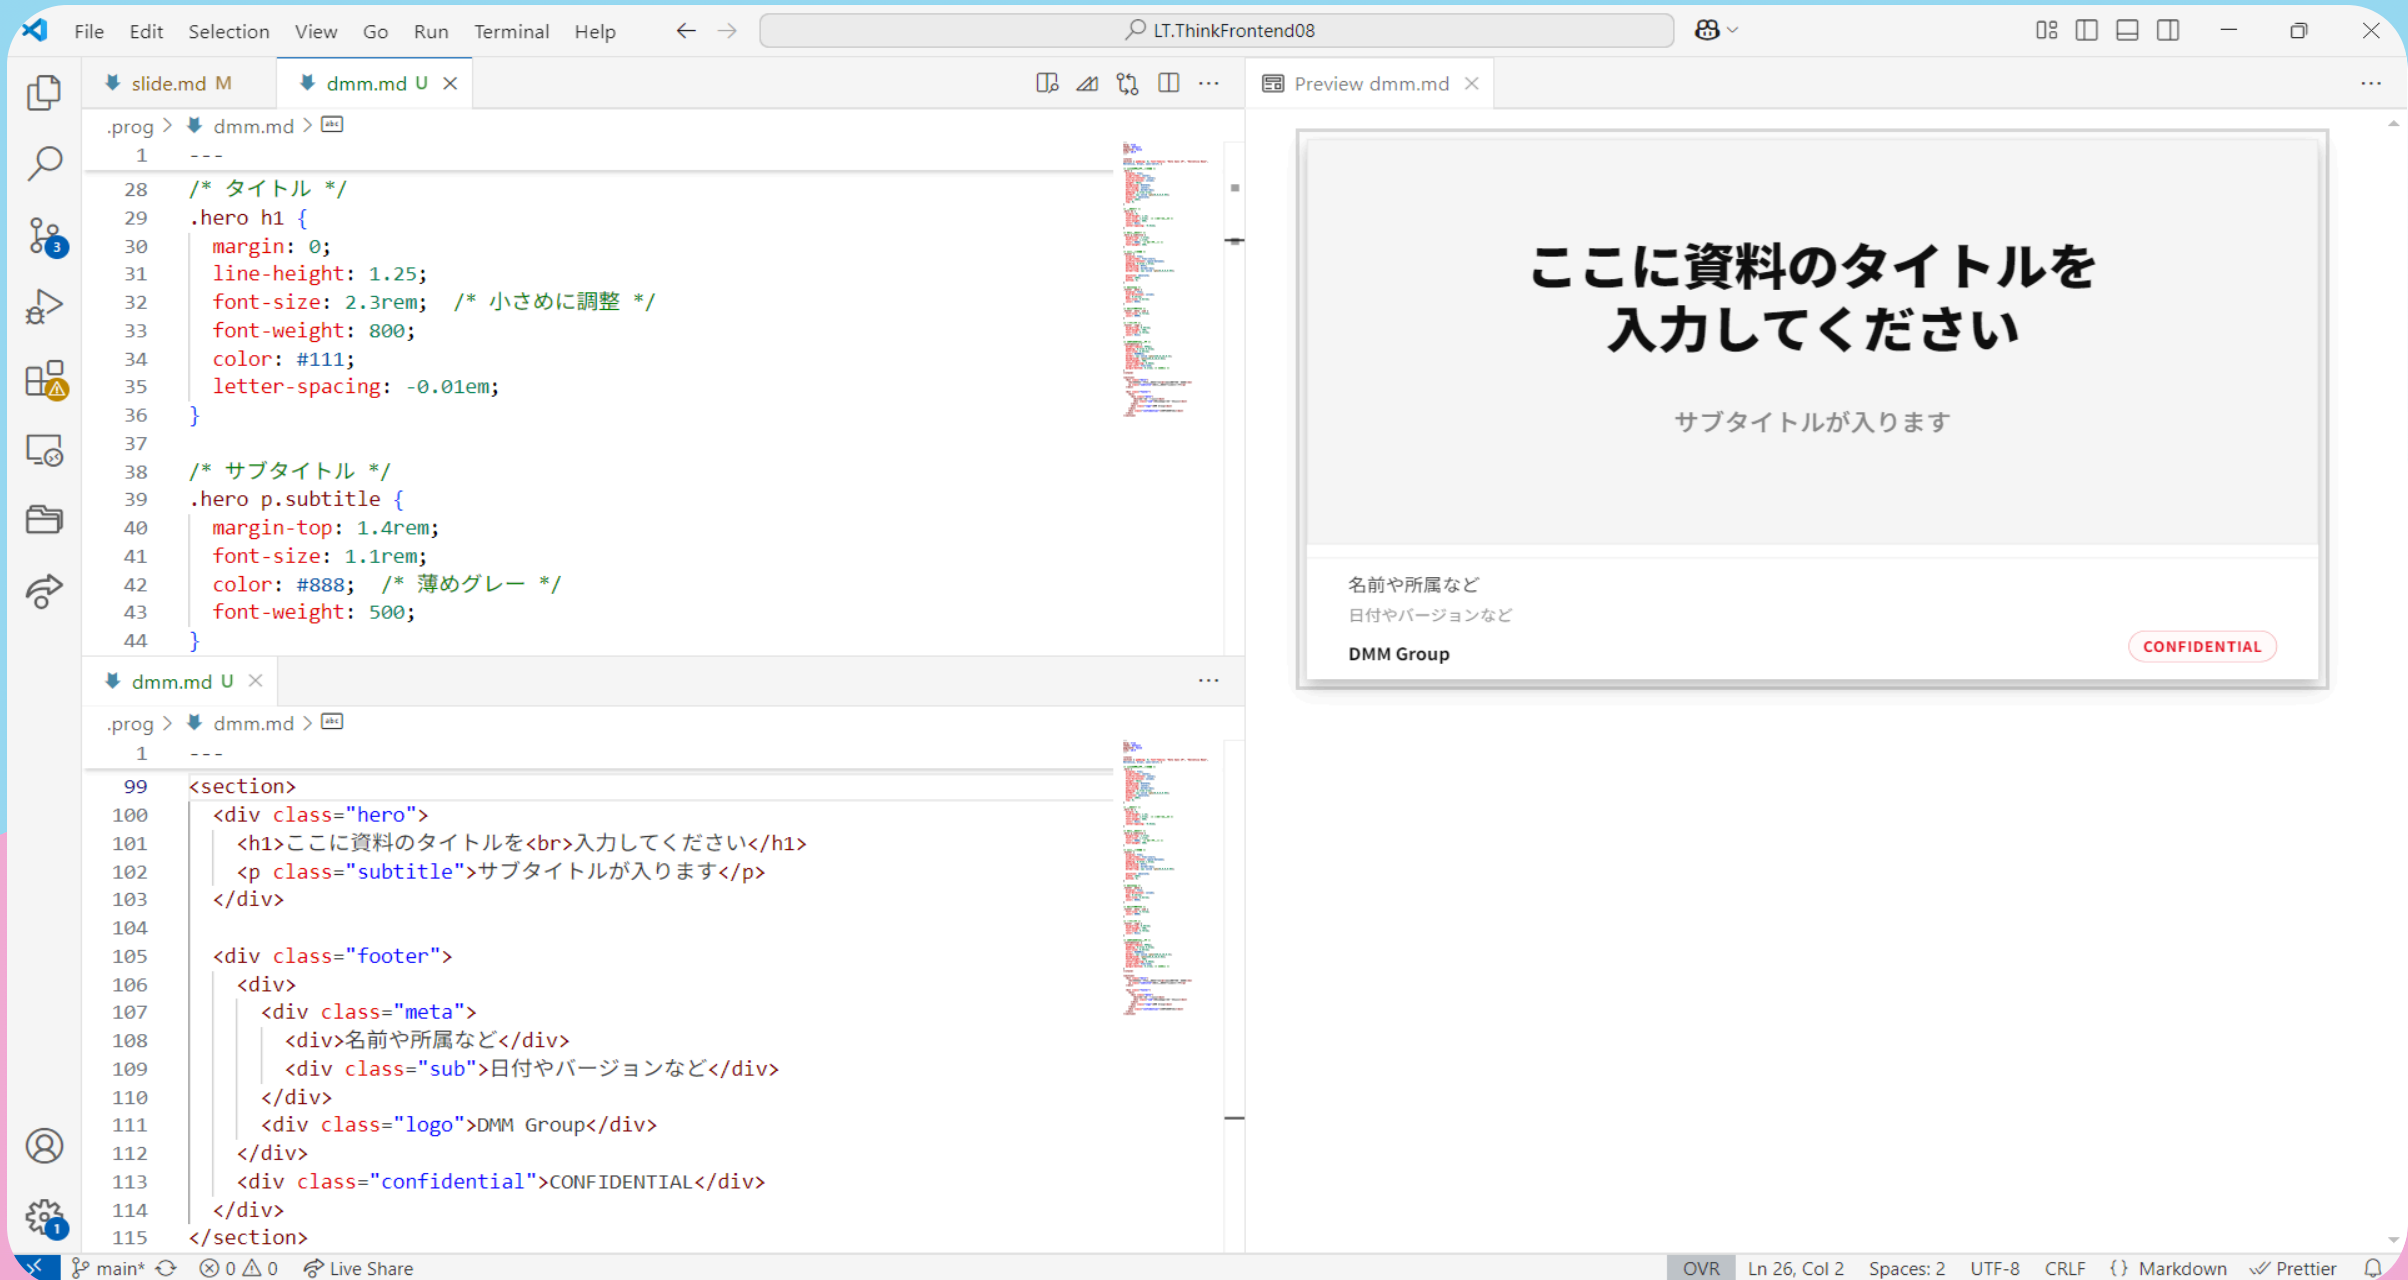 File Edit Selection View Go Run Terminal Help
LT.ThinkFrontend08
slide.md M
dmm.md U
.prog > dmm.md >
1 ---
28 /* タイトル */
29 .hero h1 {
30 margin: 0;
31 line-height: 1.25;
32 font-size: 2.3rem; /* 小さめに調整 */
33 font-weight: 800;
34 color: #111;
35 letter-spacing: -0.01em;
36 }
37
38 /* サブタイトル */
39 .hero p.subtitle {
40 margin-top: 1.4rem;
41 font-size: 1.1rem;
42 color: #888; /* 薄めグレー */
43 font-weight: 500;
44 }
dmm.md U
.prog > dmm.md >
1 ---
99 <section>
100 <div class="hero">
101 <h1>ここに資料のタイトルを<br>入力してください</h1>
102 <p class="subtitle">サブタイトルが入ります</p>
103 </div>
104
105 <div class="footer">
106 <div>
107 <div class="meta">
108 <div>名前や所属など</div>
109 <div class="sub">日付やバージョンなど</div>
110 </div>
111 <div class="logo">DMM Group</div>
112 </div>
113 <div class="confidential">CONFIDENTIAL</div>
114 </div>
115 </section>
Preview dmm.md
ここに資料のタイトルを
入力してください
サブタイトルが入ります
名前や所属など
日付やバージョンなど
DMM Group
CONFIDENTIAL
3
1
main* 0 0 Live Share
OVR Ln 26, Col 2 Spaces: 2 UTF-8 CRLF {} Markdown Prettier